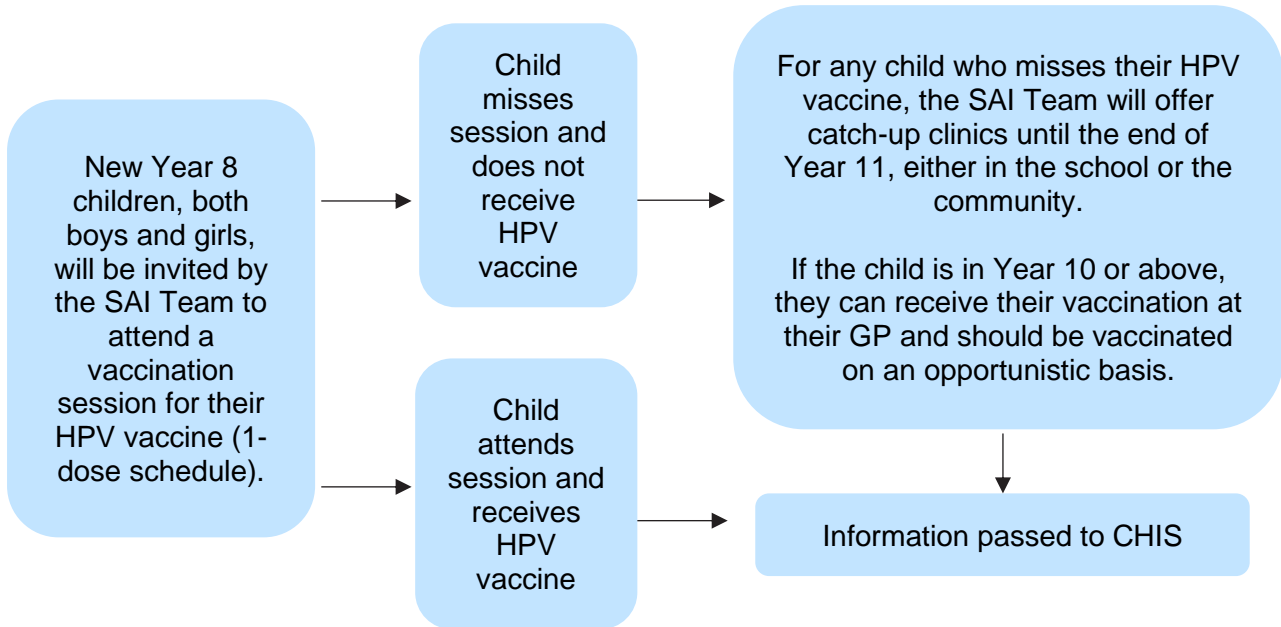 New Year 8
children, both
boys and girls,
will be invited by
the SAI Team to
attend a
vaccination
session for their
HPV vaccine (1-
dose schedule).
Child
misses
session and
does not
receive
HPV
vaccine
For any child who misses their HPV
vaccine, the SAI Team will offer
catch-up clinics until the end of
Year 11, either in the school or the
community.
If the child is in Year 10 or above,
they can receive their vaccination at
their GP and should be vaccinated
on an opportunistic basis.
Child
attends
session and
receives
HPV
vaccine
Information passed to CHIS